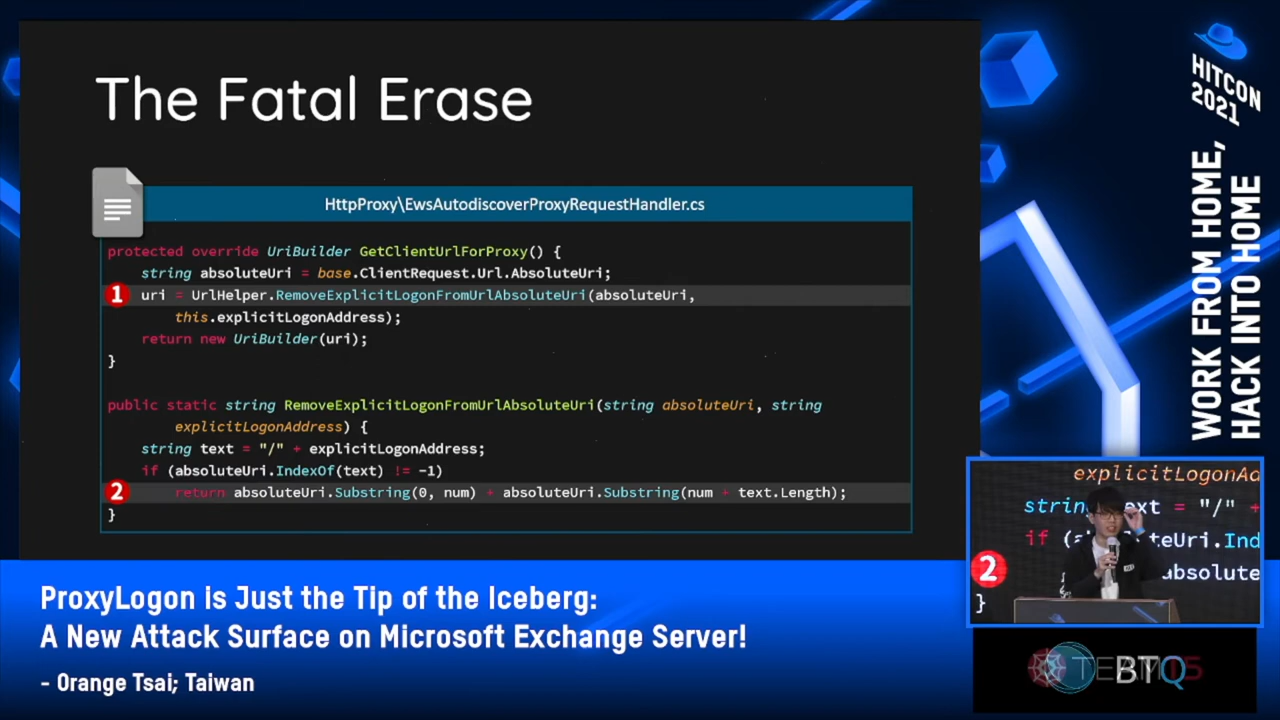 The Fatal Erase
HttpProxy\EwsAutodiscoverProxyRequestHandler.cs
protected override UriBuilder GetClientUrlForProxy() {
string absoluteUri = base.ClientRequest.Url.AbsoluteUri;
1 uri = UrlHelper.RemoveExplicitLogonFromUrlAbsoluteUri(absoluteUri,
this.explicitLogonAddress);
return new UriBuilder(uri);
}
public static string RemoveExplicitLogonFromUrlAbsoluteUri(string absoluteUri, string
explicitLogonAddress) {
string text = "/" + explicitLogonAddress;
if (absoluteUri.IndexOf(text) != -1)
2 return absoluteUri.Substring(0, num) + absoluteUri.Substring(num + text.Length);
}
HITCON
2021
WORK FROM HOME,
HACK INTO HOME
explicitLogonAd
strin ext = "/" +
if (a teUri.Ind
2 absolute
}
BTQ
ProxyLogon is Just the Tip of the Iceberg:
A New Attack Surface on Microsoft Exchange Server!
- Orange Tsai; Taiwan